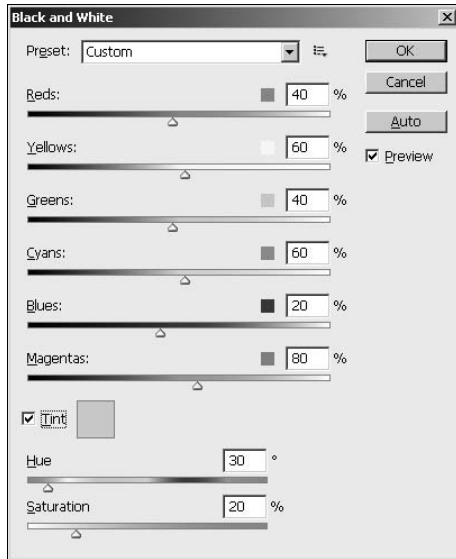 Black and White
Preset: Custom
OK
Cancel
Auto
Preview
Reds: 40 %
Yellows: 60 %
Greens: 40 %
Cyans: 60 %
Blues: 20 %
Magentas: 80 %
Tint
Hue 30 °
Saturation 20 %